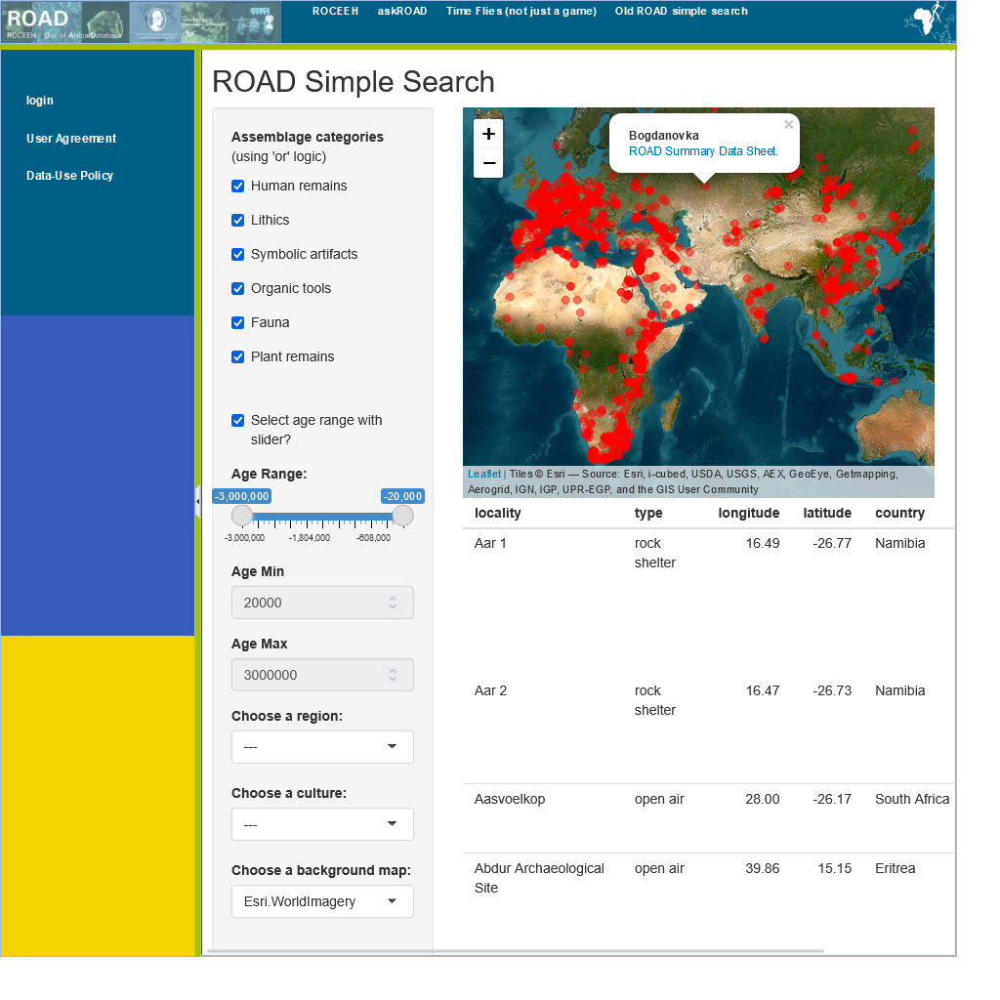 ROAD
ROCEEH - Out of Africa Database
ROCEEH askROAD Time Flies (not just a game) Old ROAD simple search
login
User Agreement
Data-Use Policy
ROAD Simple Search
Assemblage categories
(using 'or' logic)
Human remains
Lithics
Symbolic artifacts
Organic tools
Fauna
Plant remains
Select age range with
slider?
Age Range:
-3,000,000 -20,000
-3,000,000 -1,804,000 -608,000
Age Min
20000
Age Max
3000000
Choose a region:
---
Choose a culture:
---
Choose a background map:
Esri.WorldImagery
+
−
Bogdanovka
×
ROAD Summary Data Sheet.
Leaflet | Tiles © Esri — Source: Esri, i-cubed, USDA, USGS, AEX, GeoEye, Getmapping,
Aerogrid, IGN, IGP, UPR-EGP, and the GIS User Community
locality type longitude latitude country
Aar 1 rock 16.49 -26.77 Namibia
shelter
Aar 2 rock 16.47 -26.73 Namibia
shelter
Aasvoelkop open air 28.00 -26.17 South Africa
Abdur Archaeological open air 39.86 15.15 Eritrea
Site